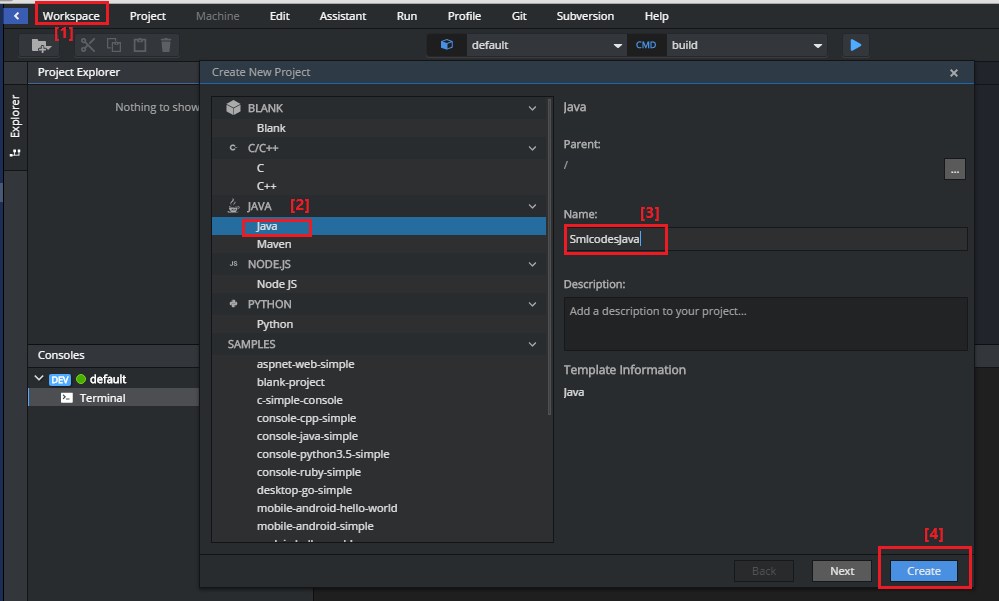 Workspace Project Machine Edit Assistant Run Profile Git Subversion Help
[1]
default CMD build
Project Explorer
Explorer
Nothing to show
Create New Project
BLANK
Blank
C/C++
C
C++
JAVA [2]
Java
Maven
JS NODE.JS
Node JS
PYTHON
Python
SAMPLES
aspnet-web-simple
blank-project
c-simple-console
console-cpp-simple
console-java-simple
console-python3.5-simple
console-ruby-simple
desktop-go-simple
mobile-android-hello-world
mobile-android-simple
Java
Parent:
/
...
Name: [3]
SmlcodesJava
Description:
Add a description to your project...
Template Information
Java
[4]
Back Next Create
Consoles
DEV default
Terminal